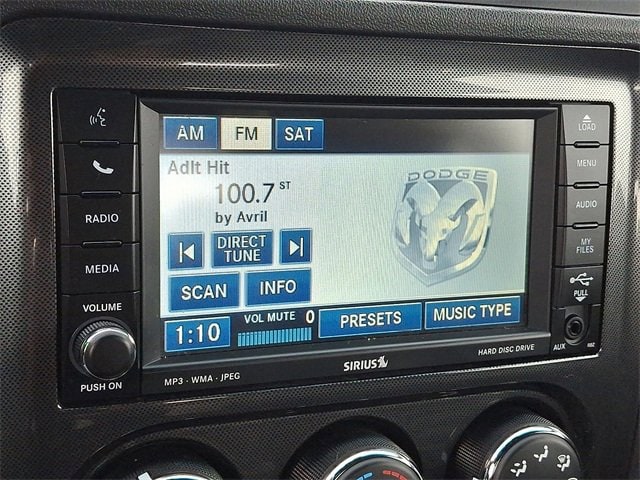 AM FM SAT
Adlt Hit
100.7 ST
by Avril
DIRECT
TUNE
SCAN INFO
1:10 VOL MUTE 0 PRESETS MUSIC TYPE
DODGE
RADIO
MEDIA
VOLUME
PUSH ON
LOAD
MENU
AUDIO
MY
FILES
PULL
AUX
MP3 · WMA · JPEG
SIRIUS
HARD DISC DRIVE